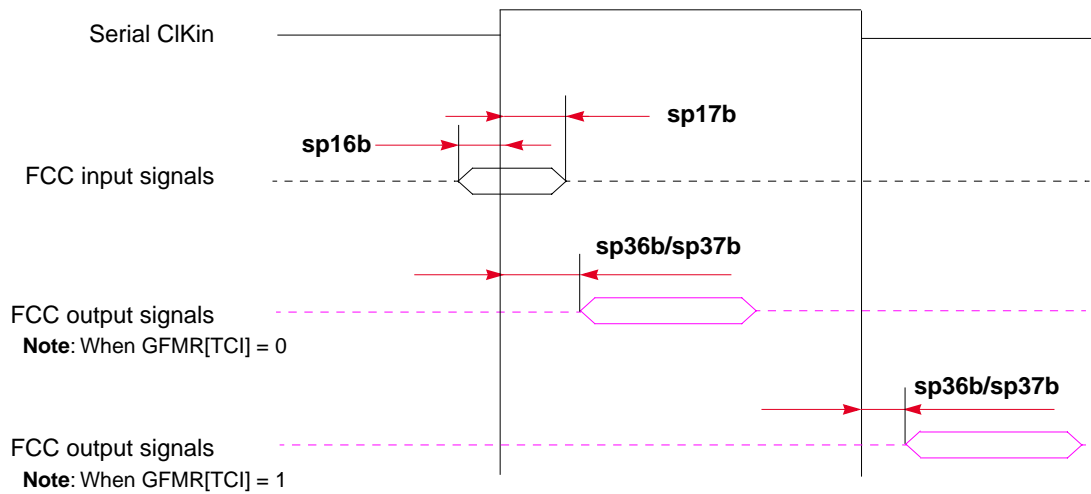 Serial ClKin
sp17b
sp16b
FCC input signals
sp36b/sp37b
FCC output signals
Note: When GFMR[TCI] = 0
sp36b/sp37b
FCC output signals
Note: When GFMR[TCI] = 1